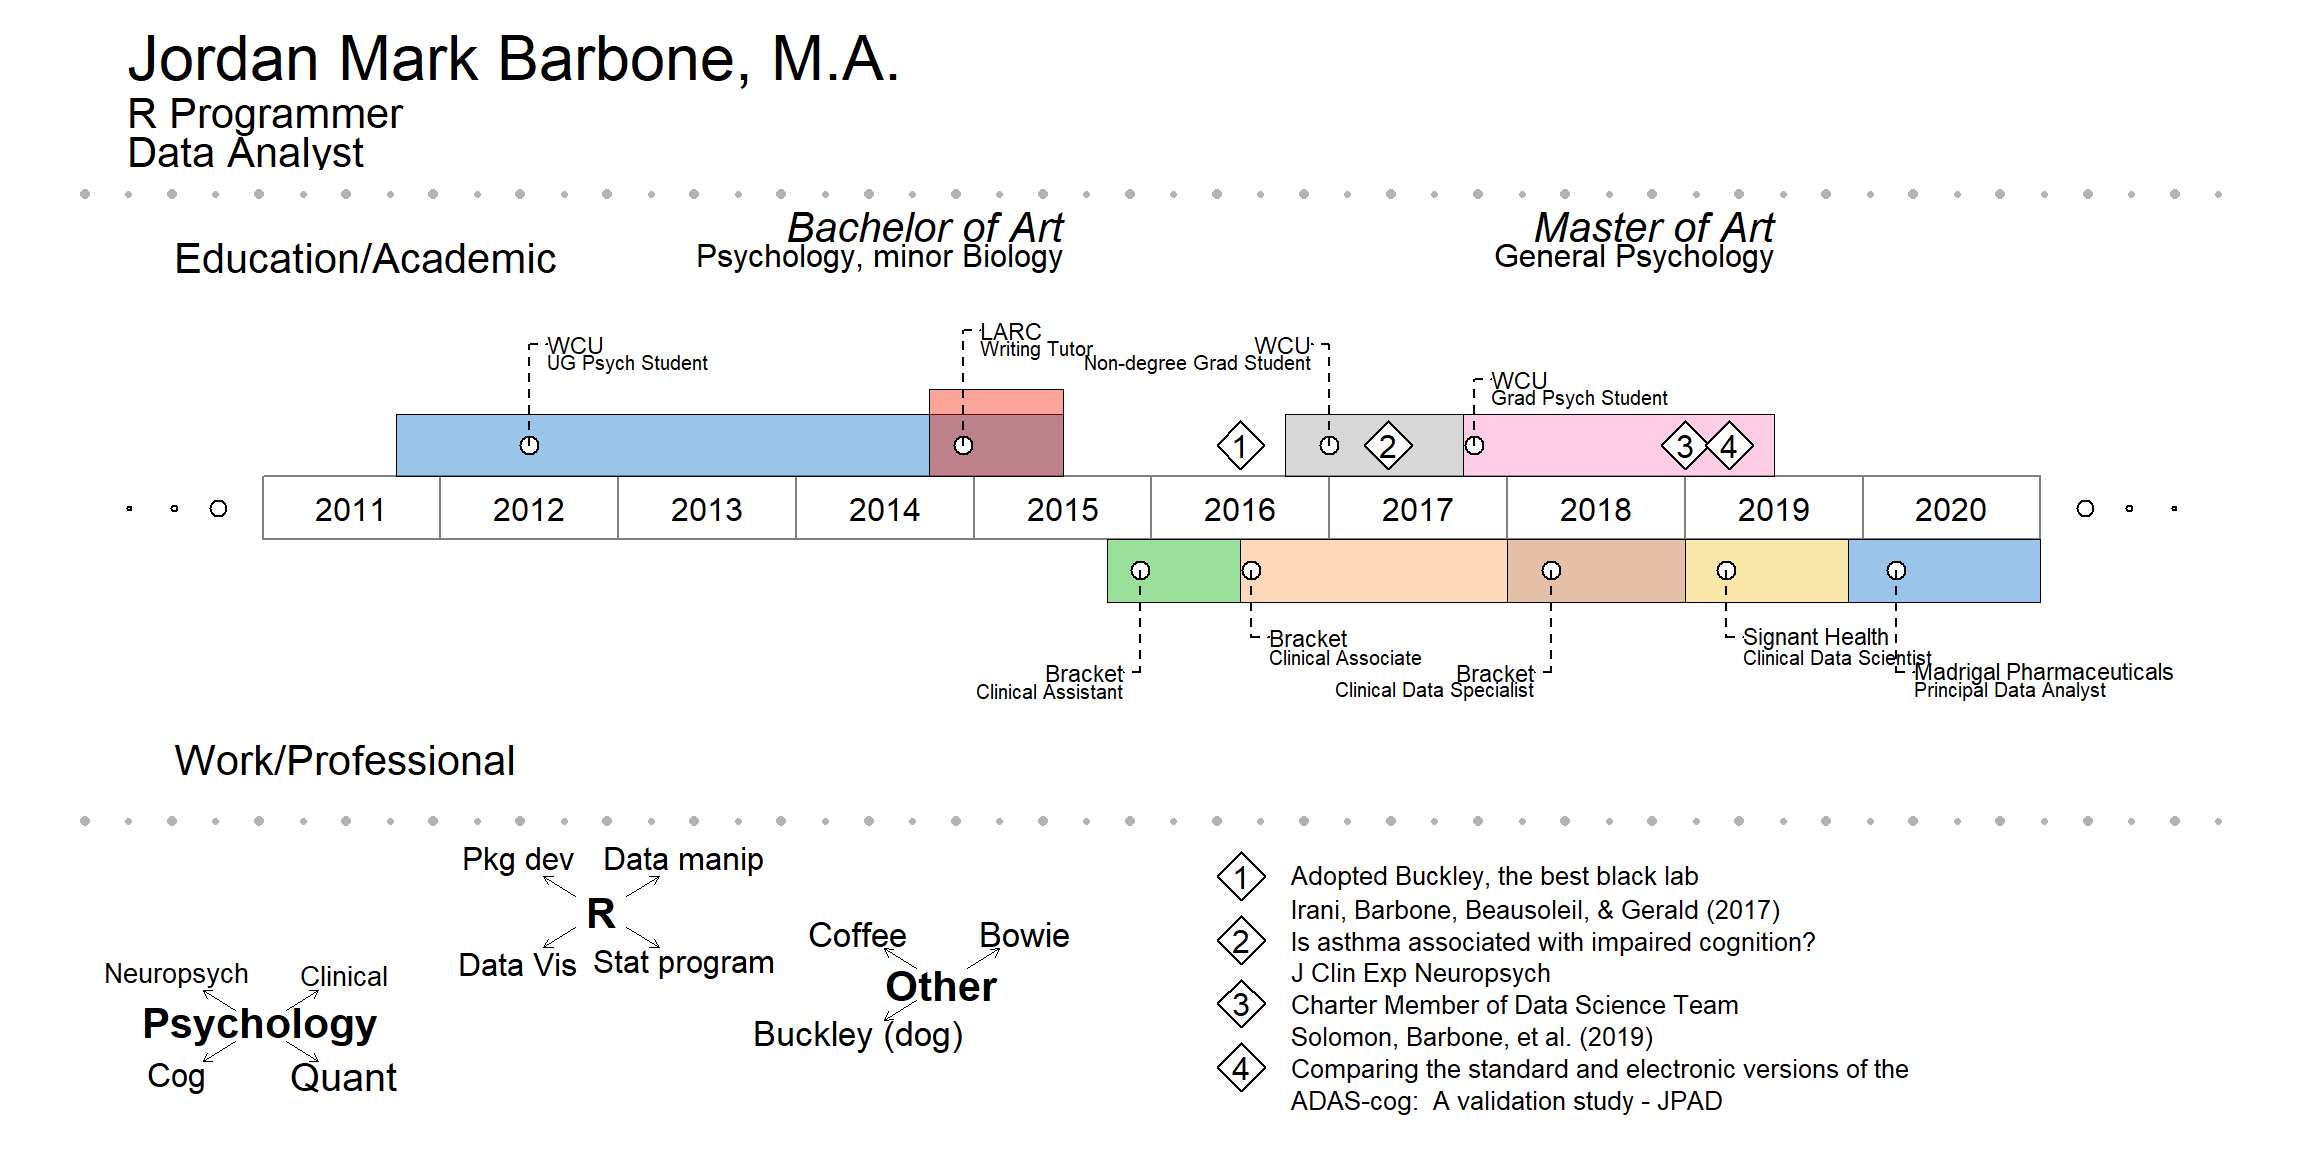 Jordan Mark Barbone, M.A.
R Programmer
Data Analyst
Education/Academic
Bachelor of Art
Psychology, minor Biology
Master of Art
General Psychology
WCU
UG Psych Student
LARC
Writing Tutor
WCU
Non-degree Grad Student
WCU
Grad Psych Student
1
2
3
4
2011 2012 2013 2014 2015 2016 2017 2018 2019 2020
Bracket
Clinical Assistant
Bracket
Clinical Associate
Bracket
Clinical Data Specialist
Signant Health
Clinical Data Scientist
Madrigal Pharmaceuticals
Principal Data Analyst
Work/Professional
Neuropsych
Clinical
Psychology
Cog
Quant
Pkg dev
Data manip
R
Data Vis
Stat program
Coffee
Bowie
Other
Buckley (dog)
1 Adopted Buckley, the best black lab
Irani, Barbone, Beausoleil, & Gerald (2017)
2 Is asthma associated with impaired cognition?
J Clin Exp Neuropsych
3 Charter Member of Data Science Team
Solomon, Barbone, et al. (2019)
4 Comparing the standard and electronic versions of the
ADAS-cog: A validation study - JPAD